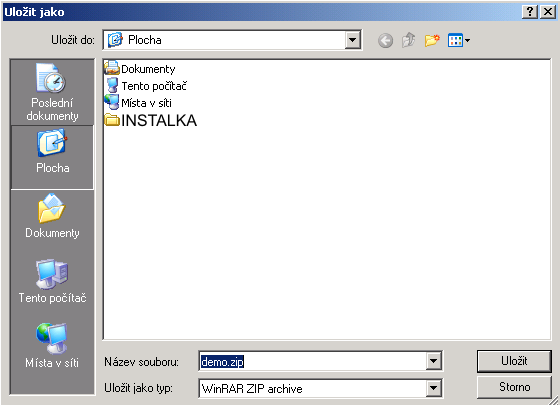 Uložit jako
Uložit do: Plocha
Dokumenty
Tento počítač
Místa v síti
INSTALKA
Poslední
dokumenty
Plocha
Dokumenty
Tento počítač
Místa v síti
Název souboru: demo.zip Uložit
Uložit jako typ: WinRAR ZIP archive Storno